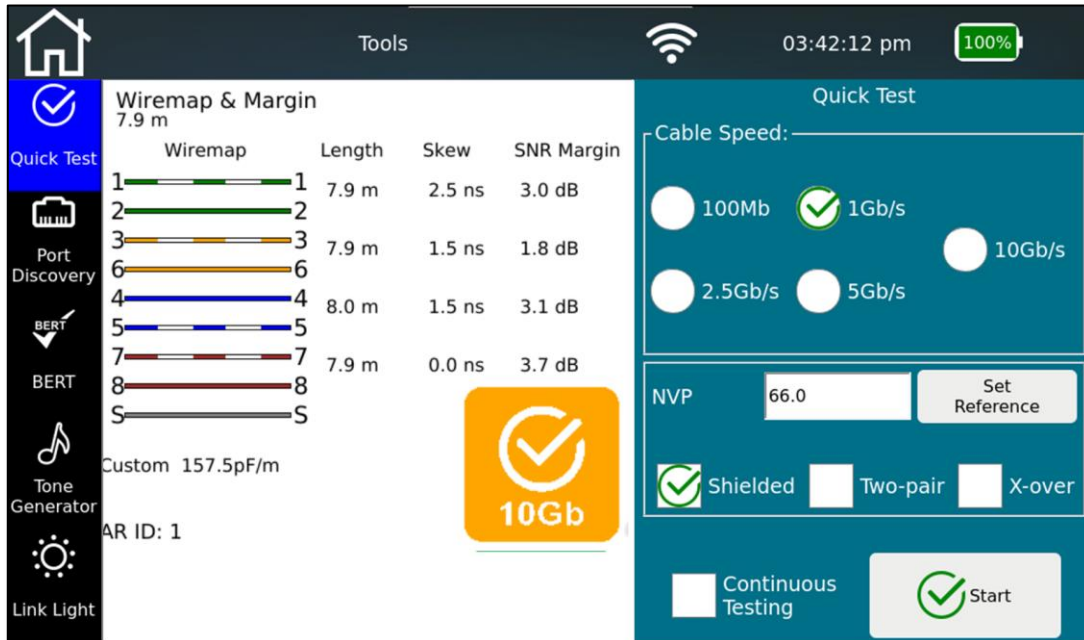 Tools
03:42:12 pm
100%
Quick Test
Port
Discovery
BERT
BERT
Tone
Generator
Link Light
Wiremap & Margin
7.9 m
Wiremap Length Skew SNR Margin
1 1 7.9 m 2.5 ns 3.0 dB
2 2
3 3 7.9 m 1.5 ns 1.8 dB
6 6
4 4 8.0 m 1.5 ns 3.1 dB
5 5
7 7 7.9 m 0.0 ns 3.7 dB
8 8
S S
Custom 157.5pF/m
AR ID: 1
10Gb
Quick Test
Cable Speed:
100Mb 1Gb/s
10Gb/s
2.5Gb/s 5Gb/s
NVP 66.0
Set
Reference
Shielded Two-pair X-over
Continuous
Testing
Start